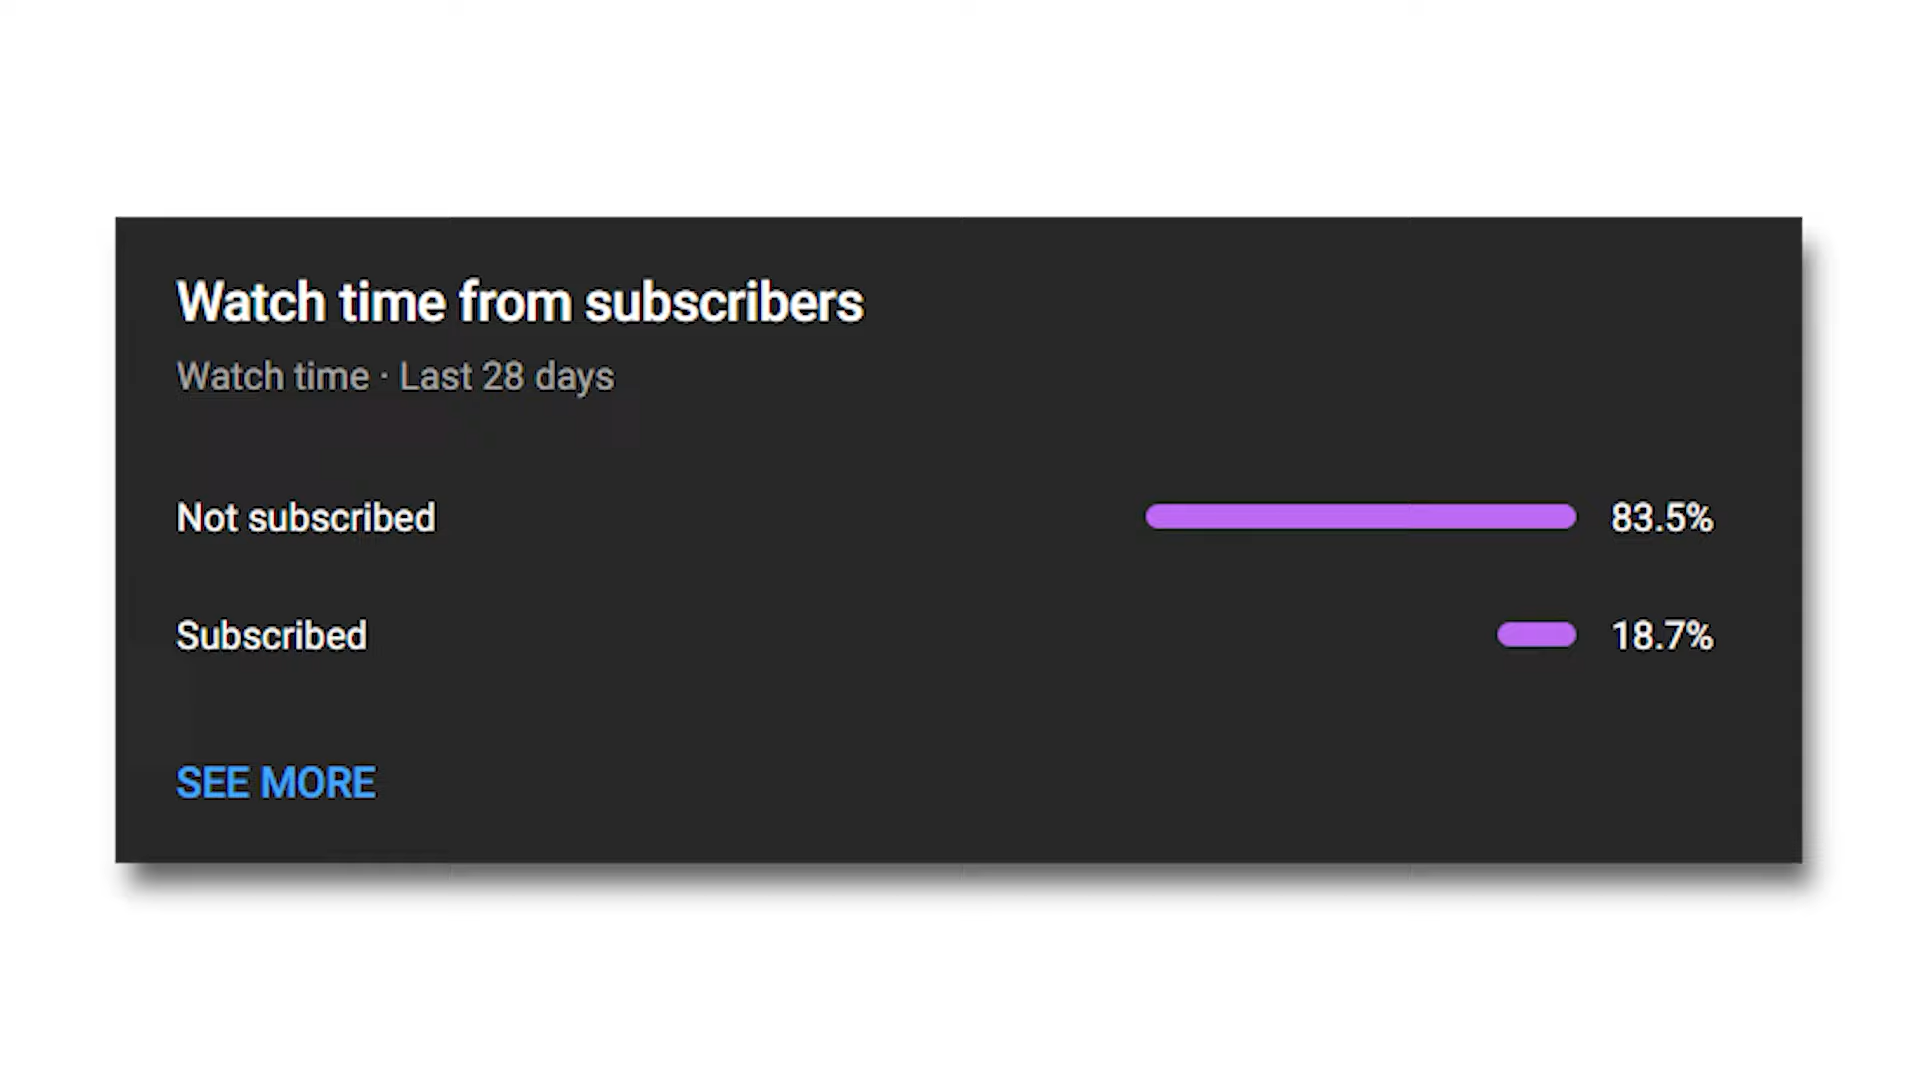 Watch time from subscribers
Watch time · Last 28 days
Not subscribed 83.5%
Subscribed 18.7%
SEE MORE